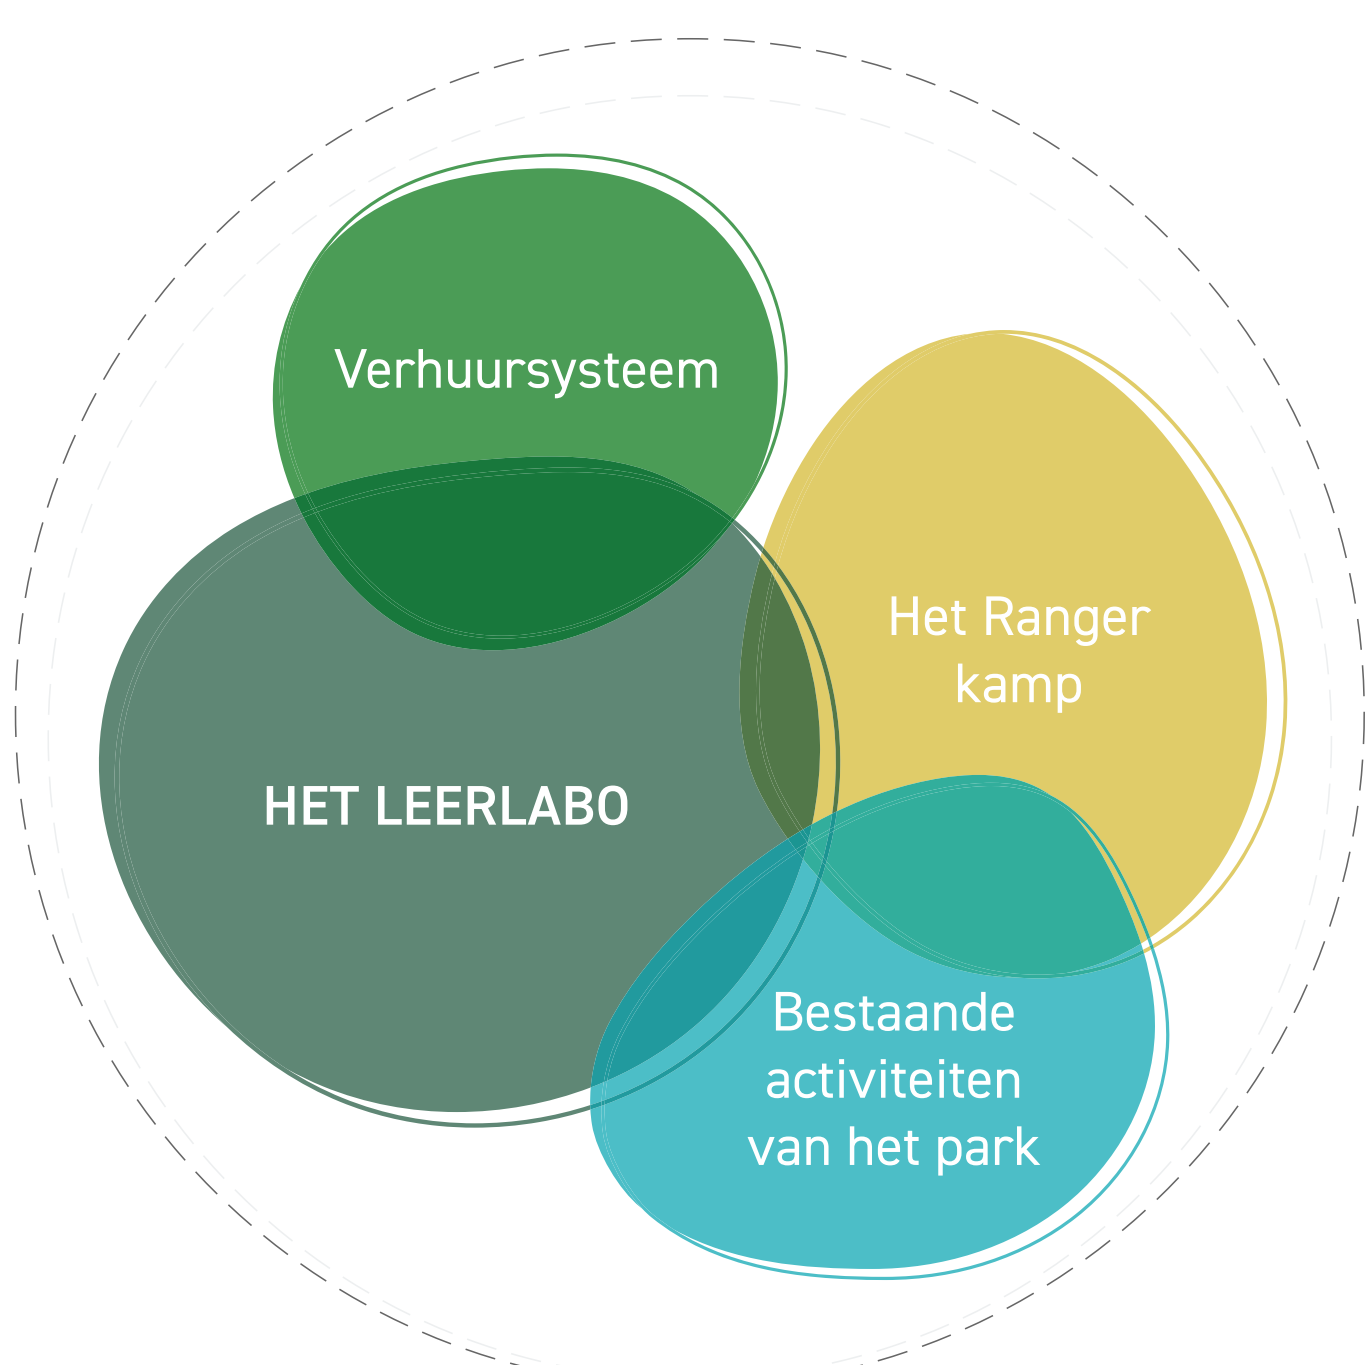 Verhuursysteem
Het Ranger
kamp
HET LEERLABO
Bestaande
activiteiten
van het park